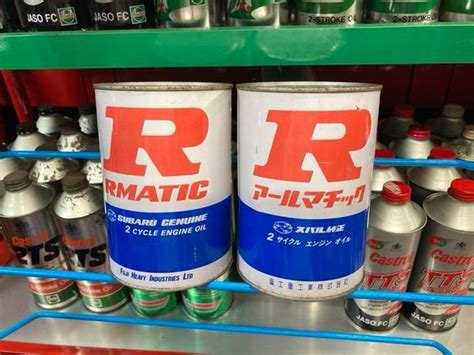 JASO FC
2-STROKE OIL
2-STROKE
JASO FC
R
RMATIC
SUBARU GENUINE
2 CYCLE ENGINE OIL
FUJI HEAVY INDUSTRIES LTD
R
アールマチック
スバル純正
2 サイクル エンジン オイル
富士重工業株式会社
TTS
Castrol
TTS
JASO FC
Castrol
TTS
JASO FC